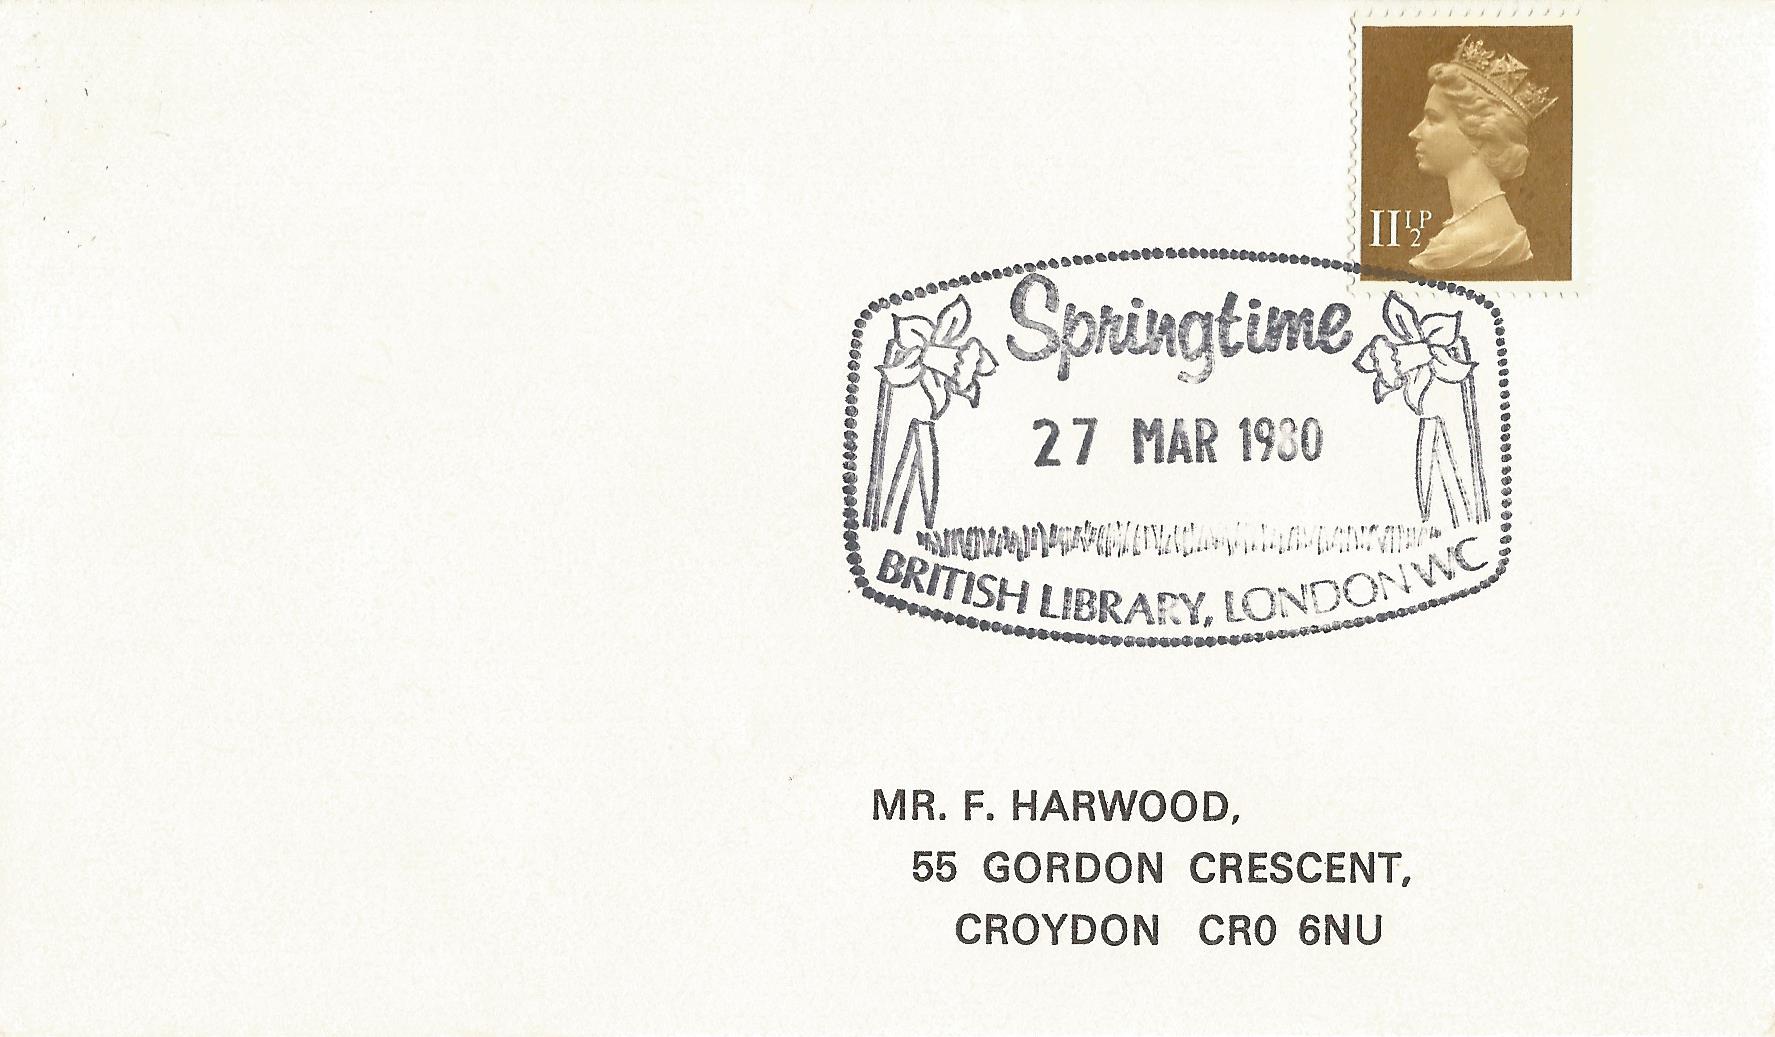 11½P
Springtime
27 MAR 1980
BRITISH LIBRARY, LONDON WC
MR. F. HARWOOD,
55 GORDON CRESCENT,
CROYDON CR0 6NU